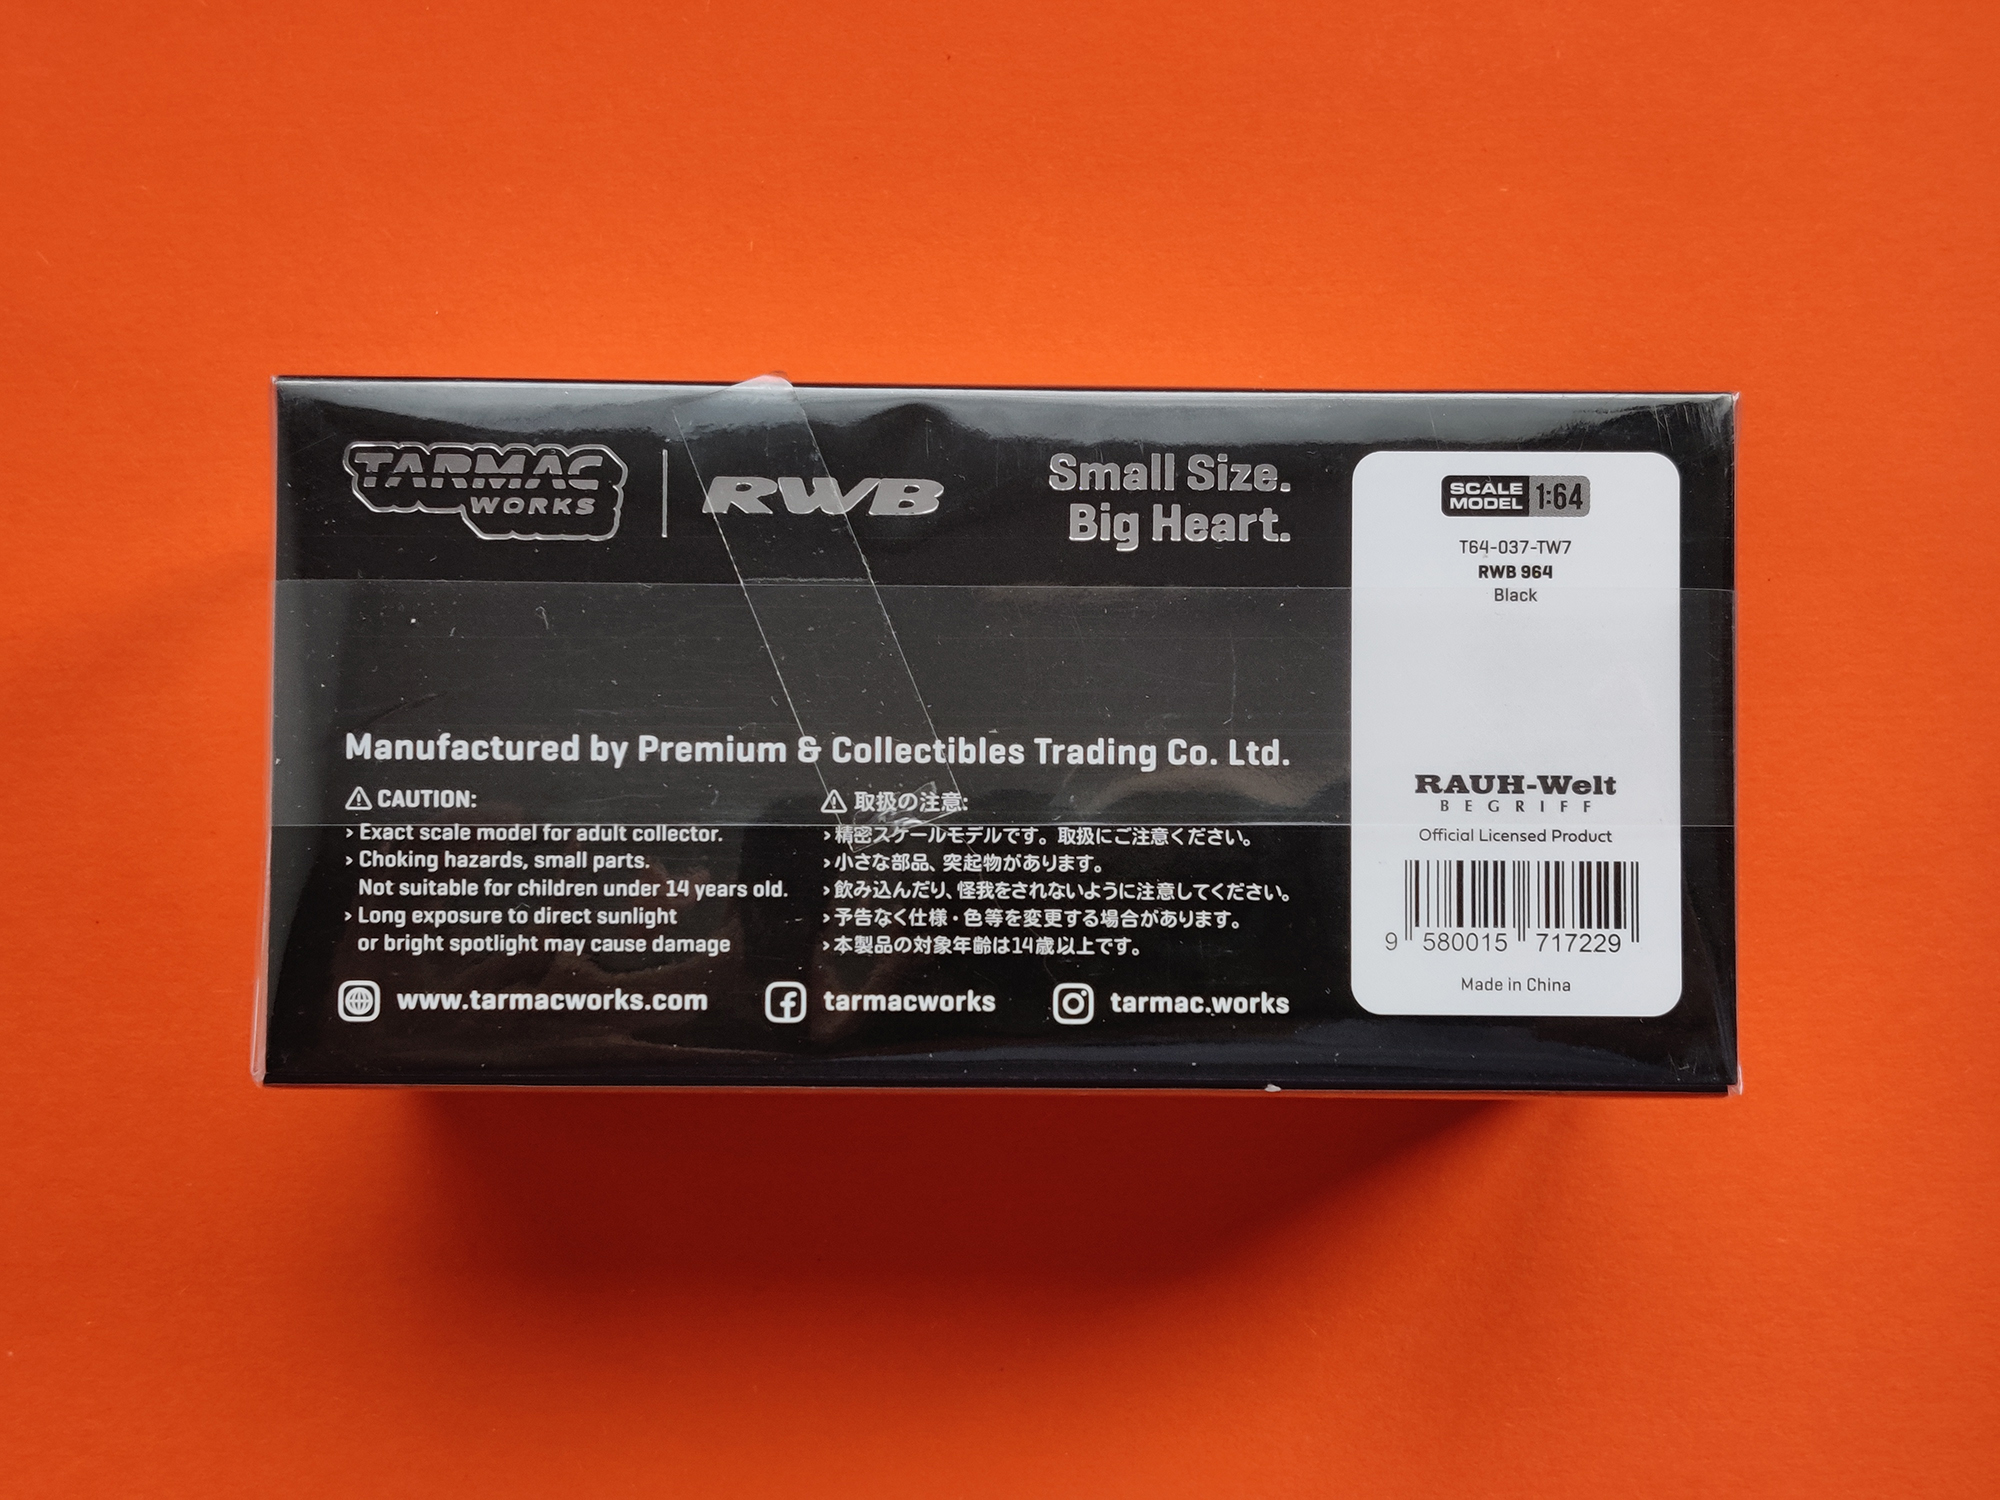 TARMAC
WORKS
RWB
Small Size.
Big Heart.
Manufactured by Premium & Collectibles Trading Co. Ltd.
⚠ CAUTION:
› Exact scale model for adult collector.
› Choking hazards, small parts.
Not suitable for children under 14 years old.
› Long exposure to direct sunlight
or bright spotlight may cause damage
⚠ 取扱の注意:
› 精密スケールモデルです。取扱にご注意ください。
› 小さな部品、突起物があります。
› 飲み込んだり、怪我をされないように注意してください。
› 予告なく仕様・色等を変更する場合があります。
› 本製品の対象年齢は14歳以上です。
www.tarmacworks.com
tarmacworks
tarmac.works
SCALE
MODEL
1:64
T64-037-TW7
RWB 964
Black
RAUH-Welt
BEGRIFF
Official Licensed Product
9 580015 717229
Made in China